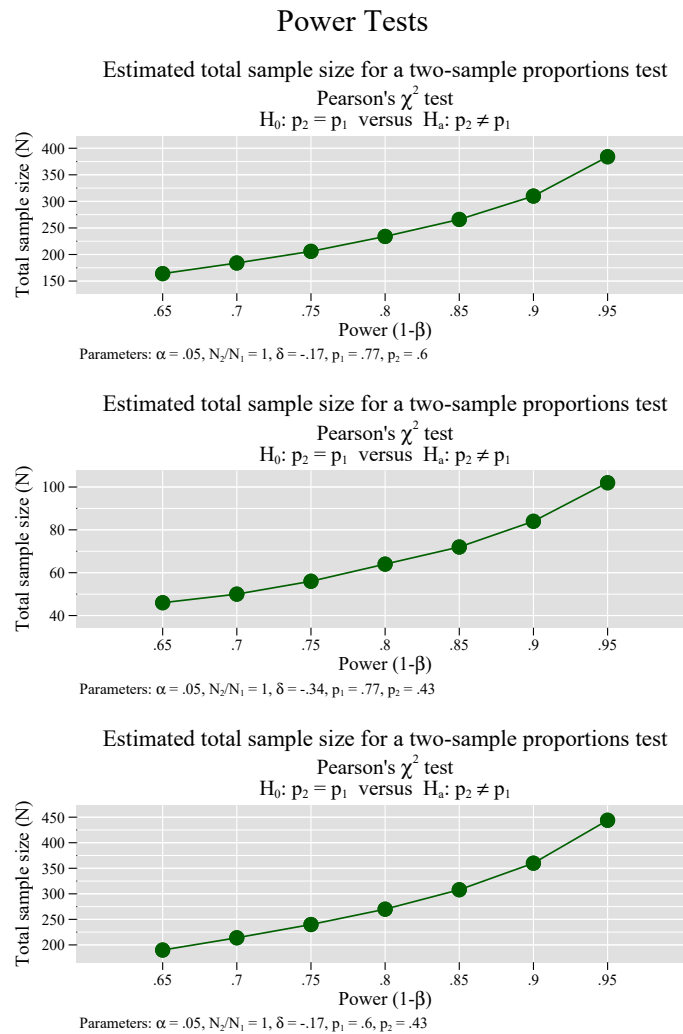 Power Tests
Estimated total sample size for a two-sample proportions test
Pearson's χ² test
H₀: p₂ = p₁ versus Hₐ: p₂ ≠ p₁
Total sample size (N)
400
350
300
250
200
150
.65 .7 .75 .8 .85 .9 .95
Power (1-β)
Parameters: α = .05, N₂/N₁ = 1, δ = -.17, p₁ = .77, p₂ = .6
Estimated total sample size for a two-sample proportions test
Pearson's χ² test
H₀: p₂ = p₁ versus Hₐ: p₂ ≠ p₁
Total sample size (N)
100
80
60
40
.65 .7 .75 .8 .85 .9 .95
Power (1-β)
Parameters: α = .05, N₂/N₁ = 1, δ = -.34, p₁ = .77, p₂ = .43
Estimated total sample size for a two-sample proportions test
Pearson's χ² test
H₀: p₂ = p₁ versus Hₐ: p₂ ≠ p₁
Total sample size (N)
450
400
350
300
250
200
.65 .7 .75 .8 .85 .9 .95
Power (1-β)
Parameters: α = .05, N₂/N₁ = 1, δ = -.17, p₁ = .6, p₂ = .43